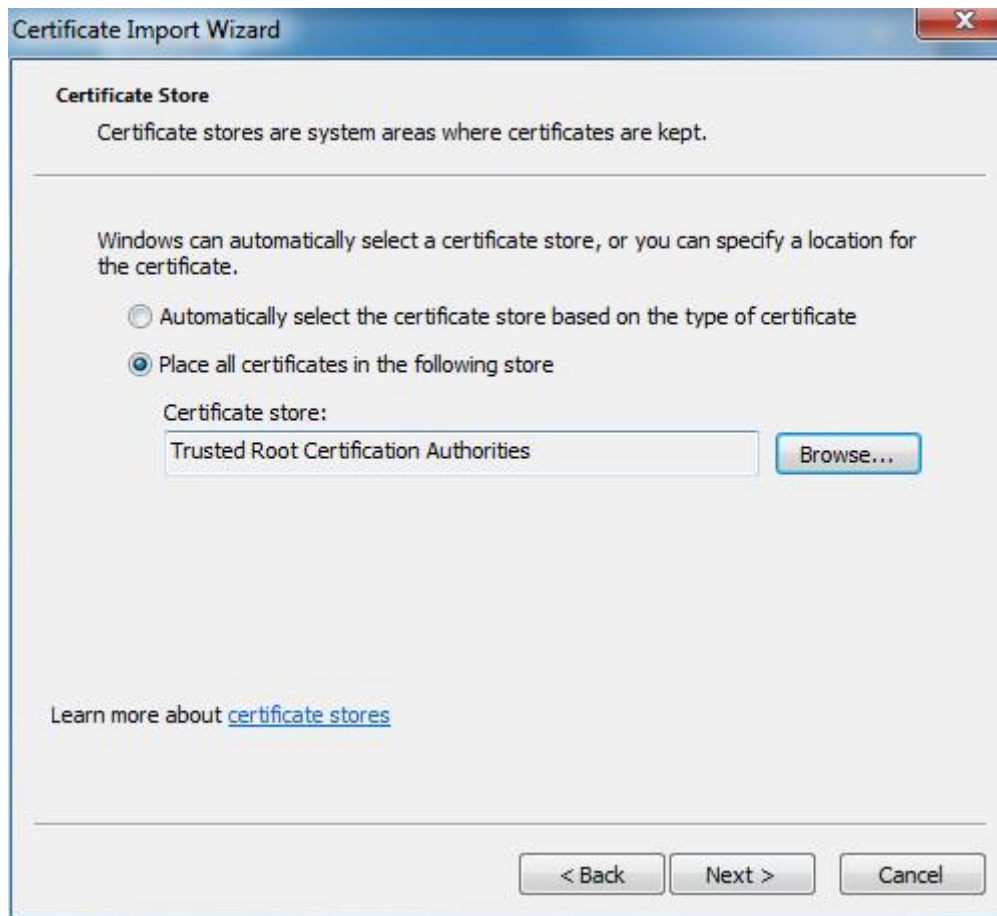 Certificate Import Wizard
Certificate Store
Certificate stores are system areas where certificates are kept.
Windows can automatically select a certificate store, or you can specify a location for
the certificate.
Automatically select the certificate store based on the type of certificate
Place all certificates in the following store
Certificate store:
Trusted Root Certification Authorities
Browse...
Learn more about certificate stores
< Back
Next >
Cancel